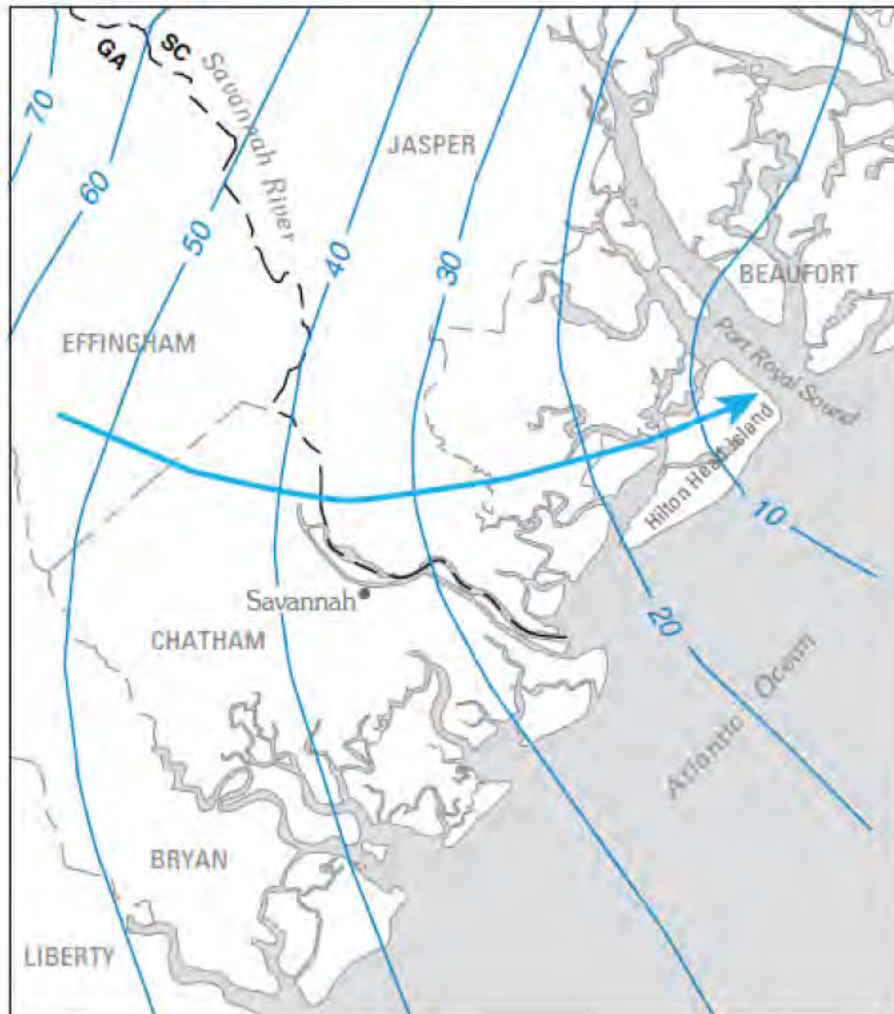 GA
SC
Savannah River
70
60
50
40
30
JASPER
BEAUFORT
Port Royal Sound
EFFINGHAM
Hilton Head Island
10
Savannah
20
CHATHAM
Atlantic Ocean
BRYAN
LIBERTY